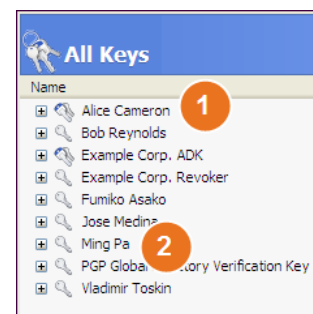 All Keys
Name
Alice Cameron
1
Bob Reynolds
Example Corp. ADK
Example Corp. Revoker
Fumiko Asako
Jose Medina
Ming Pa
2
PGP Global ctory Verification Key
Vladimir Toskin